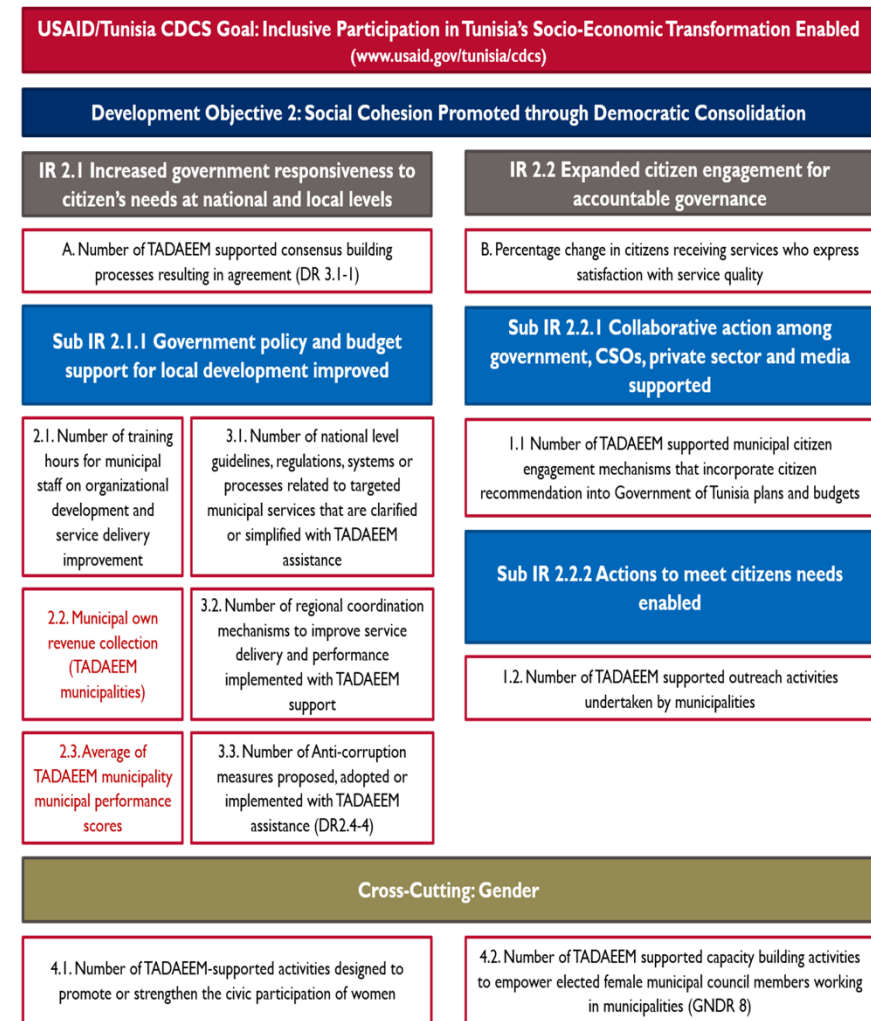 USAID/Tunisia CDCS Goal: Inclusive Participation in Tunisia's Socio-Economic Transformation Enabled
(www.usaid.gov/tunisia/cdcs)
Development Objective 2: Social Cohesion Promoted through Democratic Consolidation
IR 2.1 Increased government responsiveness to
citizen's needs at national and local levels
A. Number of TADAEEM supported consensus building
processes resulting in agreement (DR 3.1-1)
Sub IR 2.1.1 Government policy and budget
support for local development improved
2.1. Number of training
hours for municipal
staff on organizational
development and
service delivery
improvement
3.1. Number of national level
guidelines, regulations, systems or
processes related to targeted
municipal services that are clarified
or simplified with TADAEEM
assistance
2.2. Municipal own
revenue collection
(TADAEEM
municipalities)
3.2. Number of regional coordination
mechanisms to improve service
delivery and performance
implemented with TADAEEM
support
2.3. Average of
TADAEEM municipality
municipal performance
scores
3.3. Number of Anti-corruption
measures proposed, adopted or
implemented with TADAEEM
assistance (DR2.4-4)
IR 2.2 Expanded citizen engagement for
accountable governance
B. Percentage change in citizens receiving services who express
satisfaction with service quality
Sub IR 2.2.1 Collaborative action among
government, CSOs, private sector and media
supported
1.1 Number of TADAEEM supported municipal citizen
engagement mechanisms that incorporate citizen
recommendation into Government of Tunisia plans and budgets
Sub IR 2.2.2 Actions to meet citizens needs
enabled
1.2. Number of TADAEEM supported outreach activities
undertaken by municipalities
Cross-Cutting: Gender
4.1. Number of TADAEEM-supported activities designed to
promote or strengthen the civic participation of women
4.2. Number of TADAEEM supported capacity building activities
to empower elected female municipal council members working
in municipalities (GNDR 8)